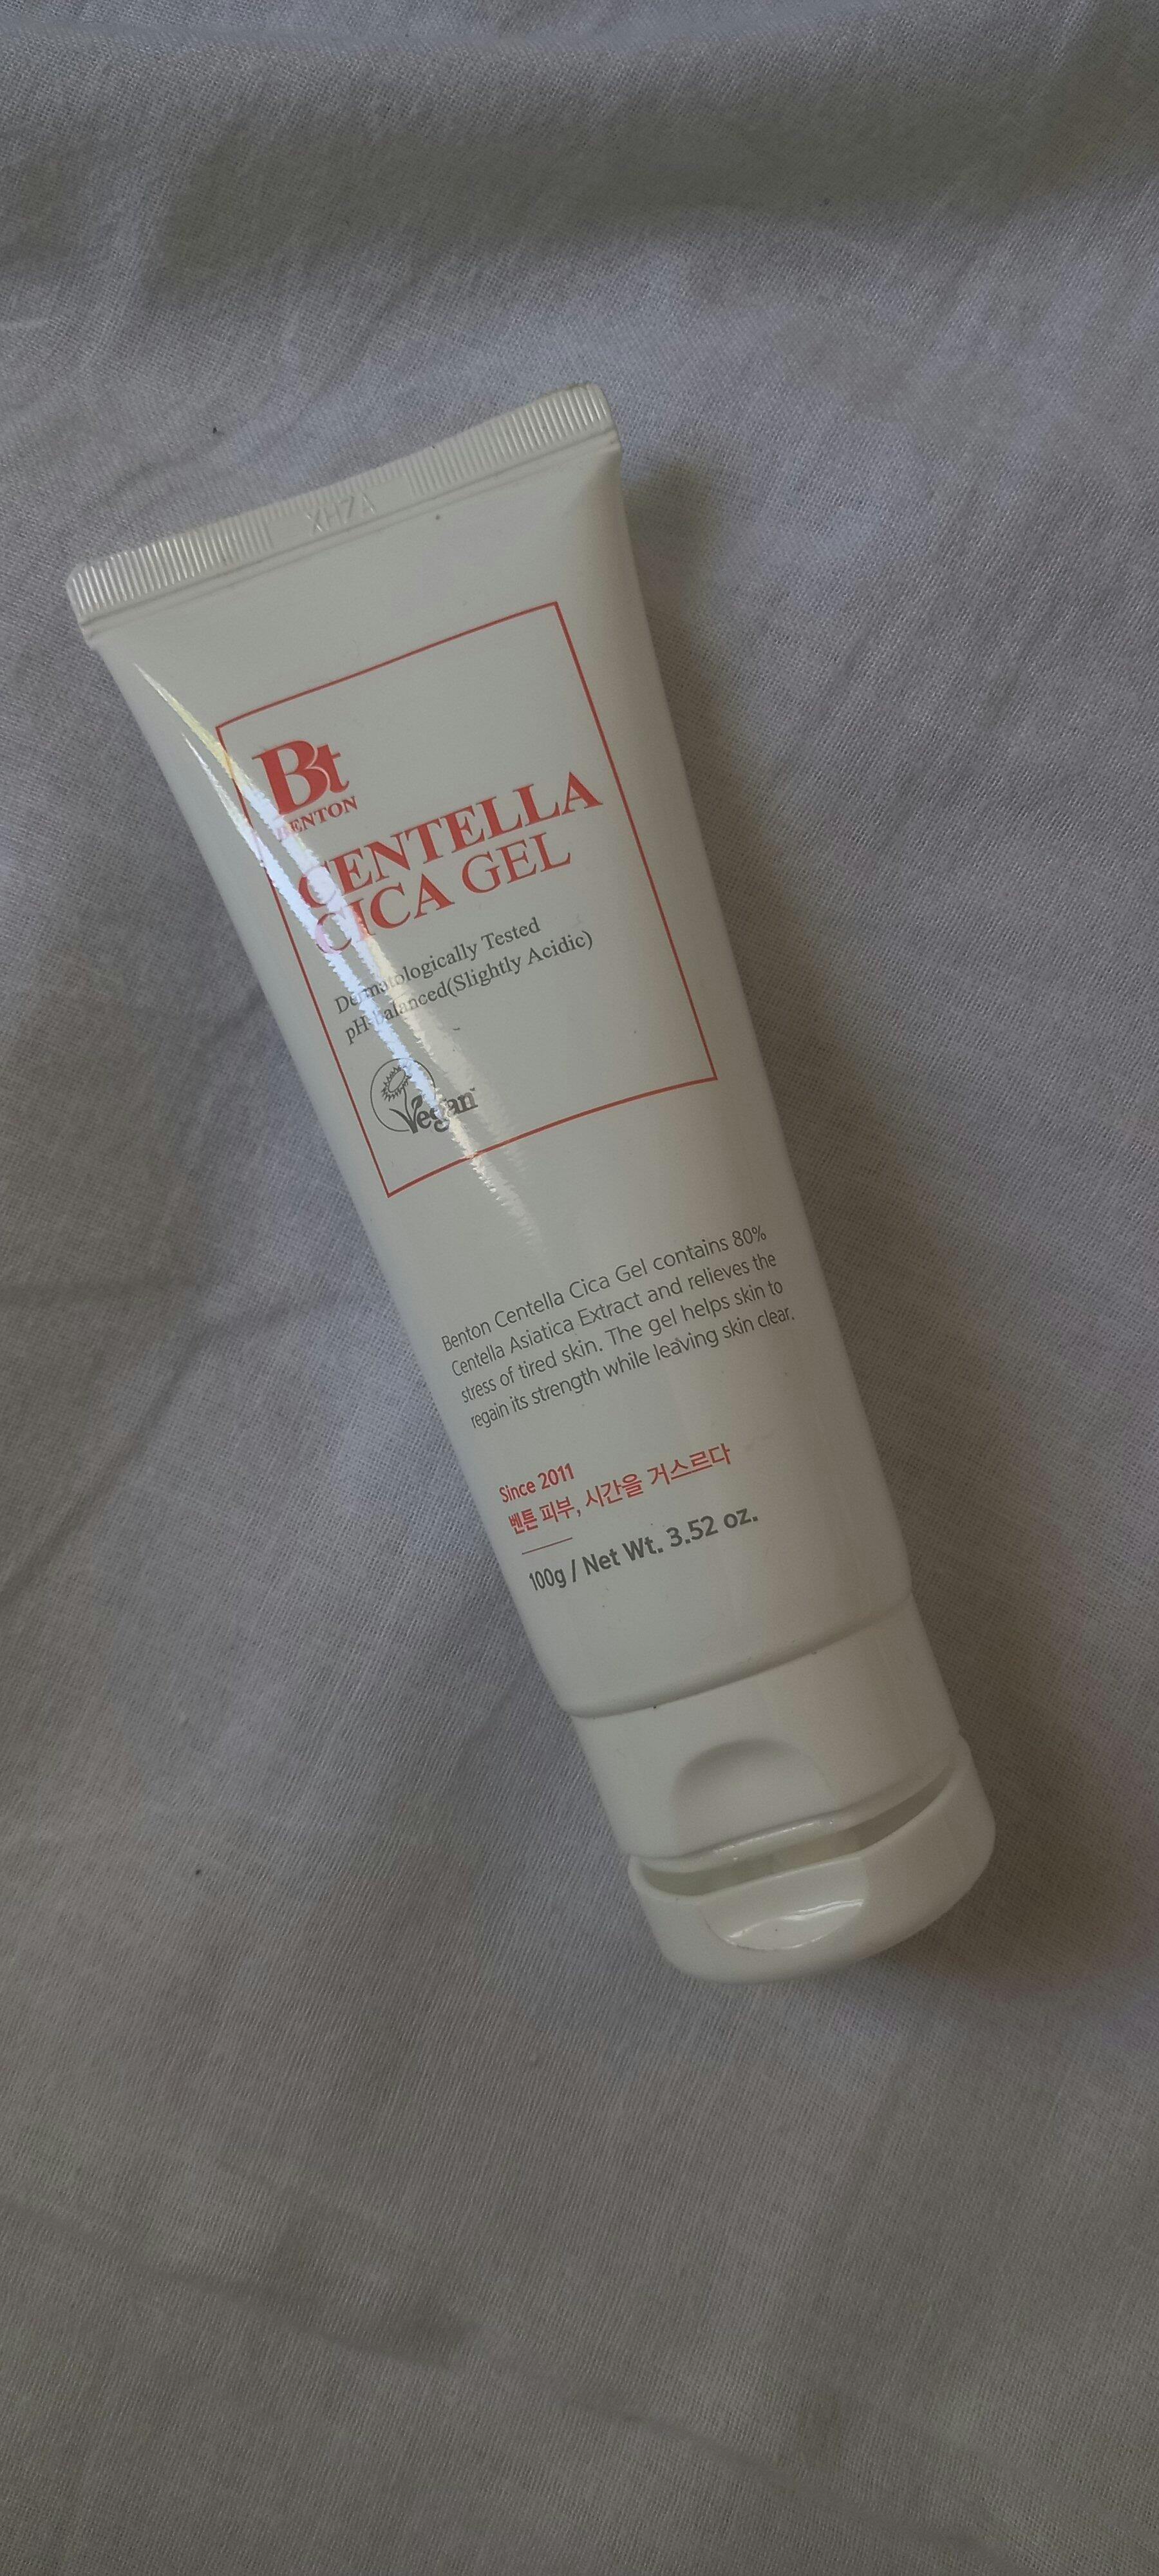 XHZA
Bt
BENTON
CENTELLA
CICA GEL
Dermatologically Tested
pH-balanced(Slightly Acidic)
Vegan™
Benton Centella Cica Gel contains 80%
Centella Asiatica Extract and relieves the
stress of tired skin. The gel helps skin to
regain its strength while leaving skin clear.
Since 2011
벤튼 피부, 시간을 거스르다
100g / Net Wt. 3.52 oz.